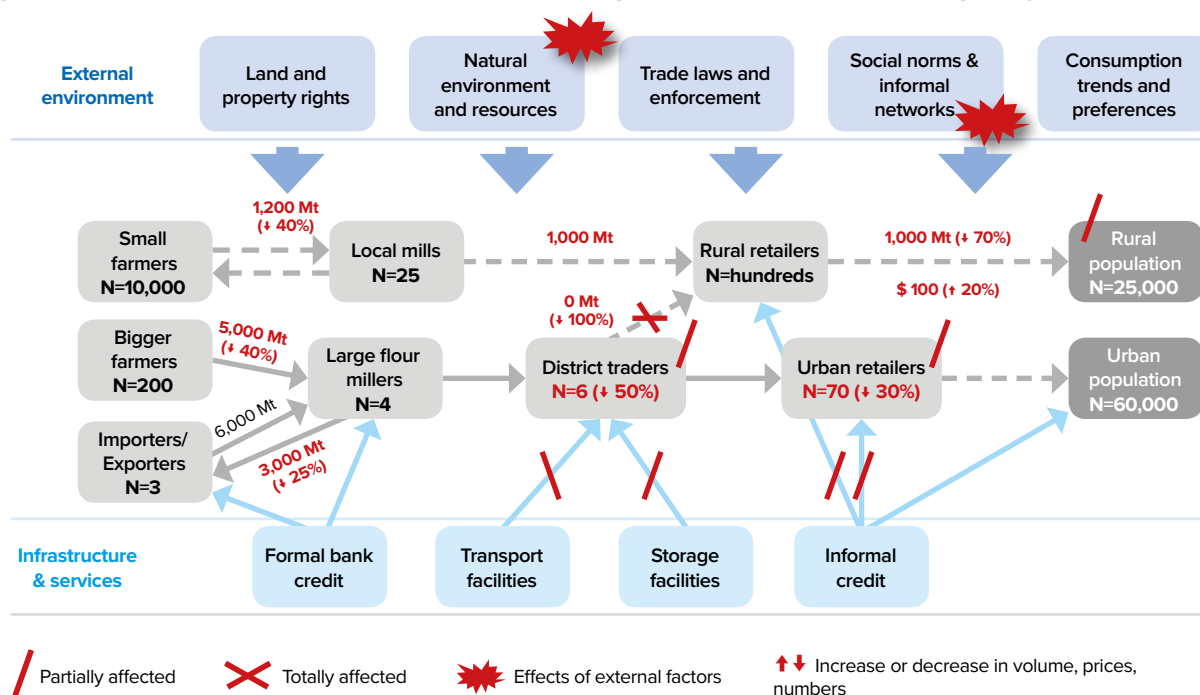 External
environment
Land and
property rights
Natural
environment
and resources
Trade laws and
enforcement
Social norms &
informal
networks
Consumption
trends and
preferences
1,200 Mt
(↓ 40%)
Small
farmers
N=10,000
Local mills
N=25
1,000 Mt
Rural retailers
N=hundreds
1,000 Mt (↓ 70%)
$ 100 (↑ 20%)
Rural
population
N=25,000
0 Mt
(↓ 100%)
Bigger
farmers
N=200
5,000 Mt
(↓ 40%)
Large flour
millers
N=4
District traders
N=6 (↓ 50%)
Urban retailers
N=70 (↓ 30%)
Urban
population
N=60,000
Importers/
Exporters
N=3
6,000 Mt
3,000 Mt
(↓ 25%)
Infrastructure
& services
Formal bank
credit
Transport
facilities
Storage
facilities
Informal
credit
Partially affected
Totally affected
Effects of external factors
↑ ↓ Increase or decrease in volume, prices,
numbers